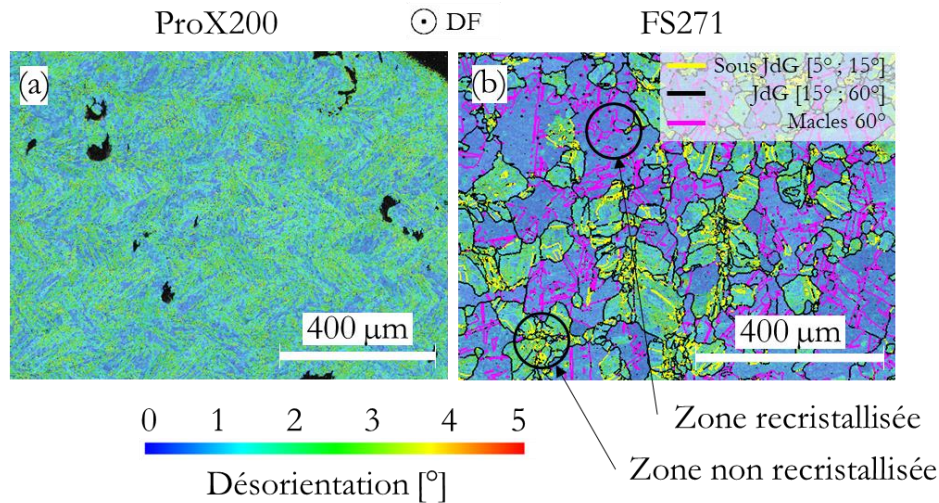 ProX200
DF
FS271
(a)
(b)
Sous JdG [5° ; 15°]
JdG [15° ; 60°]
Macles 60°
400 µm
400 µm
0 1 2 3 4 5
Désorientation [°]
Zone recristallisée
Zone non recristallisée